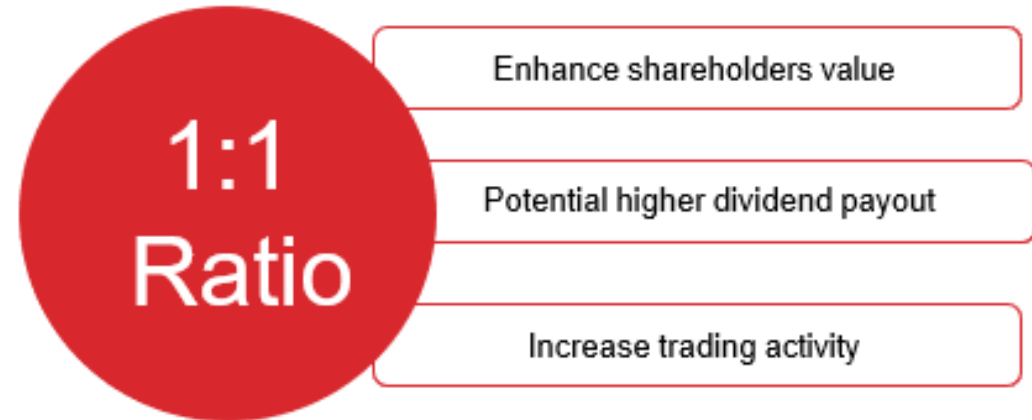 1:1
Ratio
Enhance shareholders value
Potential higher dividend payout
Increase trading activity